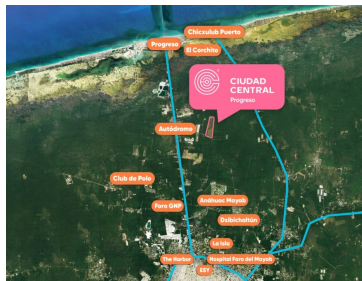 Chicxulub Puerto
Progreso
El Corchito
CIUDAD
CENTRAL
Progreso
Autódromo
Club de Polo
Anáhuac Mayab
Foro GNP
Dzibichaltún
La Isla
The Harbor
Hospital Faro del Mayab
ESY